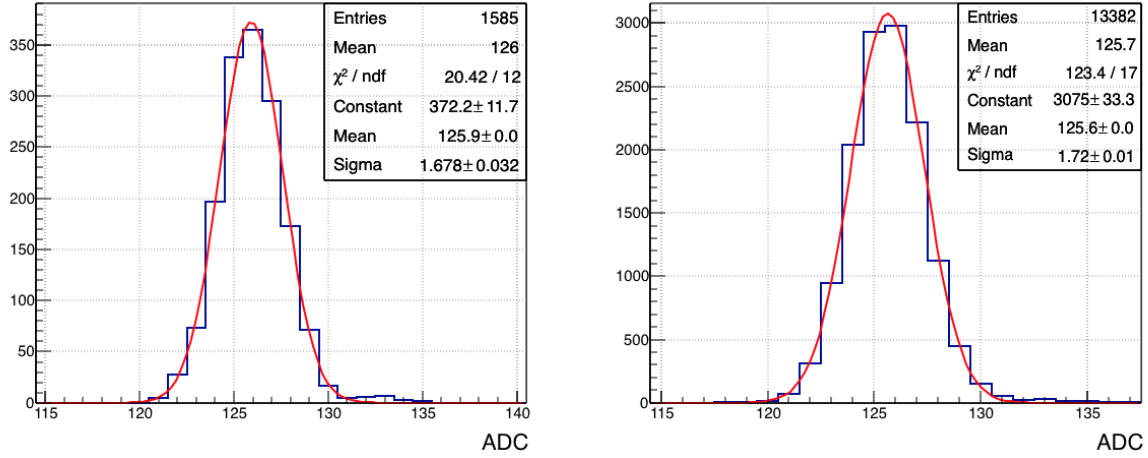 Entries 1585
Mean 126
χ² / ndf 20.42 / 12
Constant 372.2 ± 11.7
Mean 125.9 ± 0.0
Sigma 1.678 ± 0.032
350
300
250
200
150
100
50
0
115 120 125 130 135 140
ADC
Entries 13382
Mean 125.7
χ² / ndf 123.4 / 17
Constant 3075 ± 33.3
Mean 125.6 ± 0.0
Sigma 1.72 ± 0.01
3000
2500
2000
1500
1000
500
0
115 120 125 130 135
ADC